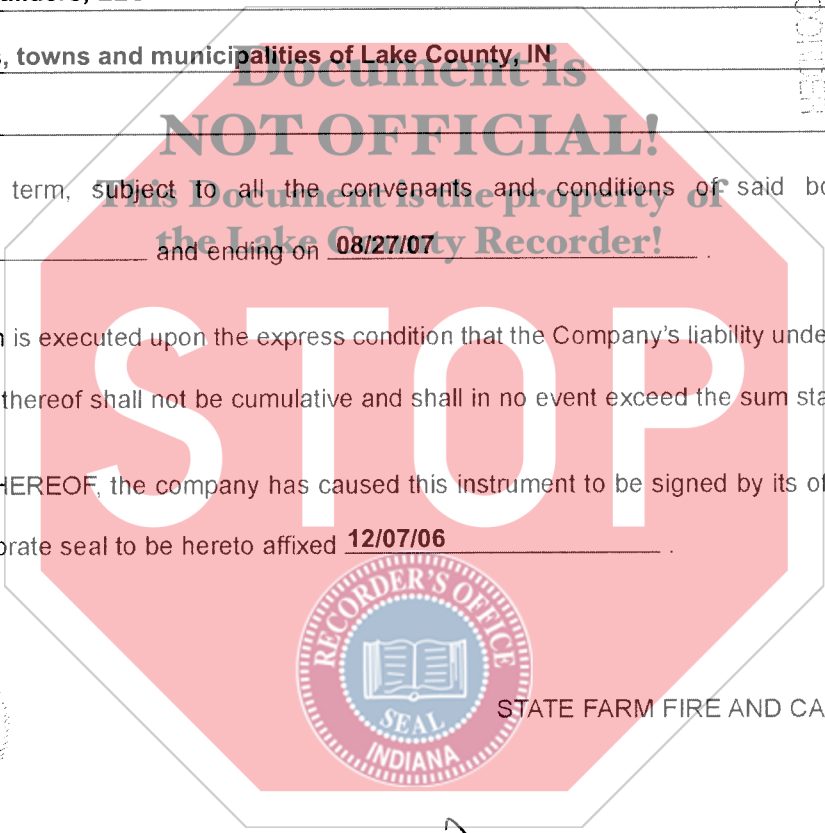 LLC
, towns and municipalities of Lake County, IN
Document is
NOT OFFICIAL!
term, subject to all the convenants and conditions of said bo
This Document is the property of
and ending on 08/27/07 .
the Lake County Recorder!
is executed upon the express condition that the Company's liability unde
STOP
thereof shall not be cumulative and shall in no event exceed the sum sta
HEREOF, the company has caused this instrument to be signed by its of
orate seal to be hereto affixed 12/07/06 .
RECORDER'S OFFICE
SEAL
INDIANA
STATE FARM FIRE AND CA